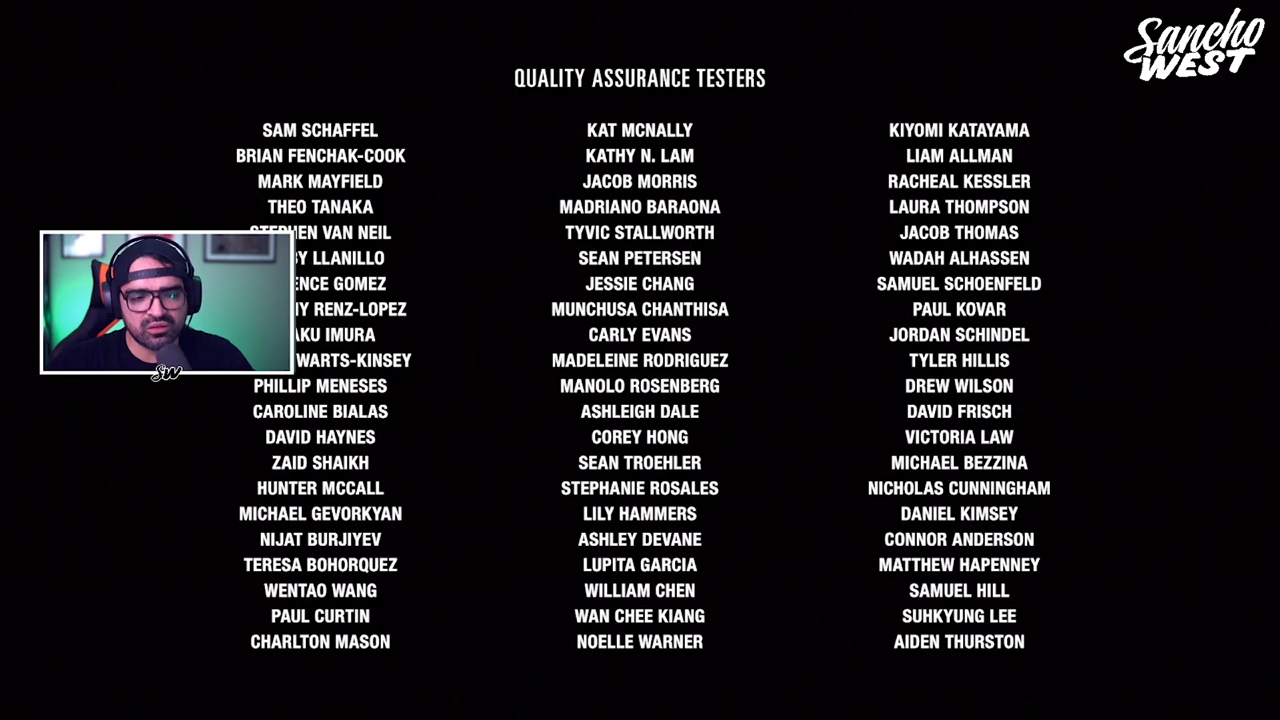 Sancho
WEST
QUALITY ASSURANCE TESTERS
SAM SCHAFFEL
BRIAN FENCHAK-COOK
MARK MAYFIELD
THEO TANAKA
VAN NEIL
LLANILLO
GOMEZ
RENZ-LOPEZ
IMURA
PHILLIP MENESES
CAROLINE BIALAS
DAVID HAYNES
ZAID SHAIKH
HUNTER MCCALL
MICHAEL GEVORKYAN
NIJAT BURJIYEV
TERESA BOHORQUEZ
WENTAO WANG
PAUL CURTIN
CHARLTON MASON
KAT MCNALLY
KATHY N. LAM
JACOB MORRIS
MADRIANO BARAONA
TYVIC STALLWORTH
SEAN PETERSEN
JESSIE CHANG
MUNCHUSA CHANTHISA
CARLY EVANS
MADELEINE RODRIGUEZ
MANOLO ROSENBERG
ASHLEIGH DALE
COREY HONG
SEAN TROEHLER
STEPHANIE ROSALES
LILY HAMMERS
ASHLEY DEVANE
LUPITA GARCIA
WILLIAM CHEN
WAN CHEE KIANG
NOELLE WARNER
KIYOMI KATAYAMA
LIAM ALLMAN
RACHEAL KESSLER
LAURA THOMPSON
JACOB THOMAS
WADAH ALHASSEN
SAMUEL SCHOENFELD
PAUL KOVAR
JORDAN SCHINDEL
TYLER HILLIS
DREW WILSON
DAVID FRISCH
VICTORIA LAW
MICHAEL BEZZINA
NICHOLAS CUNNINGHAM
DANIEL KIMSEY
CONNOR ANDERSON
MATTHEW HAPENNEY
SAMUEL HILL
SUHKYUNG LEE
AIDEN THURSTON
SW